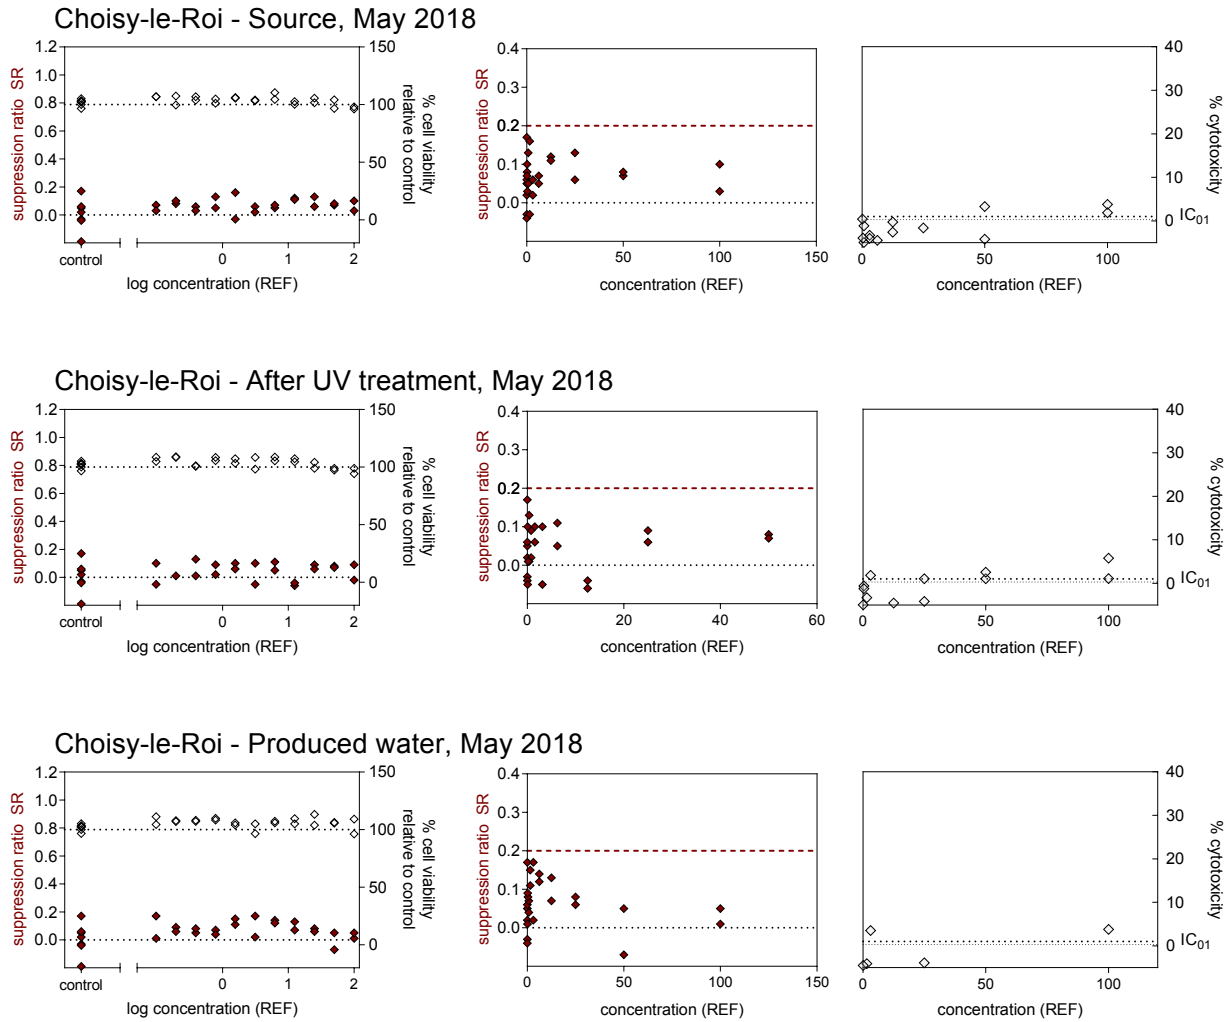 Choisy-le-Roi - Source, May 2018
suppression ratio SR
1.2
1.0
0.8
0.6
0.4
0.2
0.0
150
100
50
0
% cell viability
relative to control
control
0
1
2
log concentration (REF)
suppression ratio SR
0.4
0.3
0.2
0.1
0.0
0
50
100
150
concentration (REF)
40
30
20
10
0
IC01
% cytotoxicity
0
50
100
concentration (REF)
Choisy-le-Roi - After UV treatment, May 2018
suppression ratio SR
1.2
1.0
0.8
0.6
0.4
0.2
0.0
150
100
50
0
% cell viability
relative to control
control
0
1
2
log concentration (REF)
suppression ratio SR
0.4
0.3
0.2
0.1
0.0
0
20
40
60
concentration (REF)
40
30
20
10
0
IC01
% cytotoxicity
0
50
100
concentration (REF)
Choisy-le-Roi - Produced water, May 2018
suppression ratio SR
1.2
1.0
0.8
0.6
0.4
0.2
0.0
150
100
50
0
% cell viability
relative to control
control
0
1
2
log concentration (REF)
suppression ratio SR
0.4
0.3
0.2
0.1
0.0
0
50
100
150
concentration (REF)
40
30
20
10
0
IC01
% cytotoxicity
0
50
100
concentration (REF)